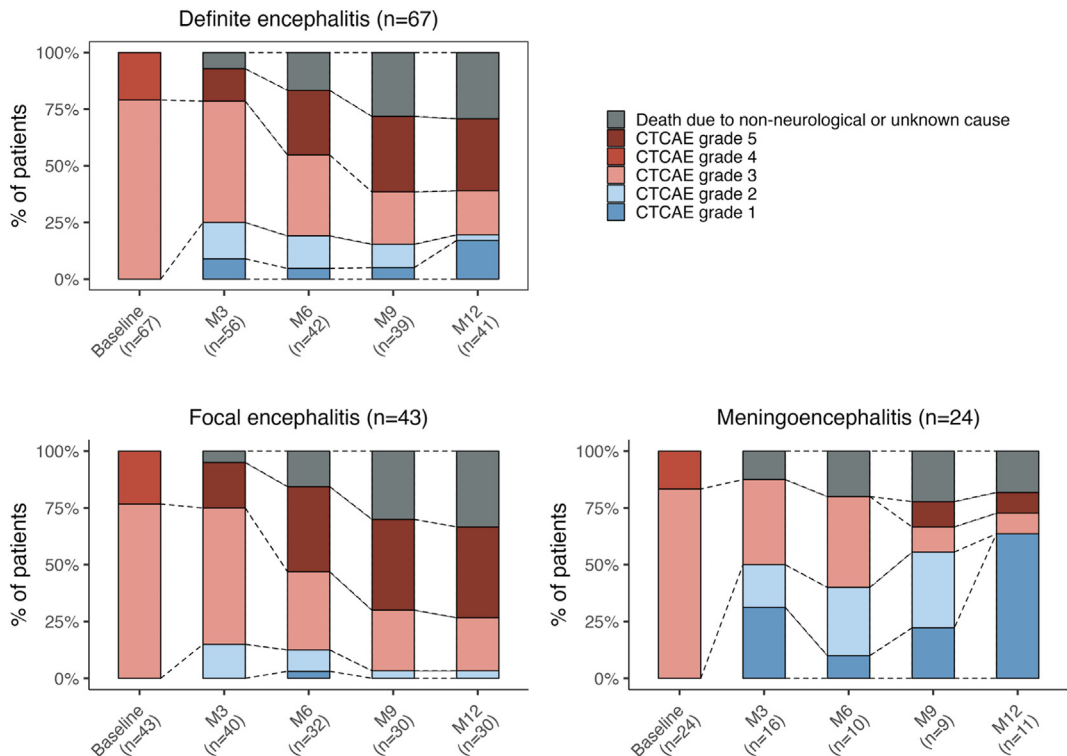 Definite encephalitis (n=67)
% of patients
100%
75%
50%
25%
0%
Baseline
(n=67)
M3
(n=56)
M6
(n=42)
M9
(n=39)
M12
(n=41)
Death due to non-neurological or unknown cause
CTCAE grade 5
CTCAE grade 4
CTCAE grade 3
CTCAE grade 2
CTCAE grade 1
Focal encephalitis (n=43)
% of patients
100%
75%
50%
25%
0%
Baseline
(n=43)
M3
(n=40)
M6
(n=32)
M9
(n=30)
M12
(n=30)
Meningoencephalitis (n=24)
% of patients
100%
75%
50%
25%
0%
Baseline
(n=24)
M3
(n=16)
M6
(n=10)
M9
(n=9)
M12
(n=11)